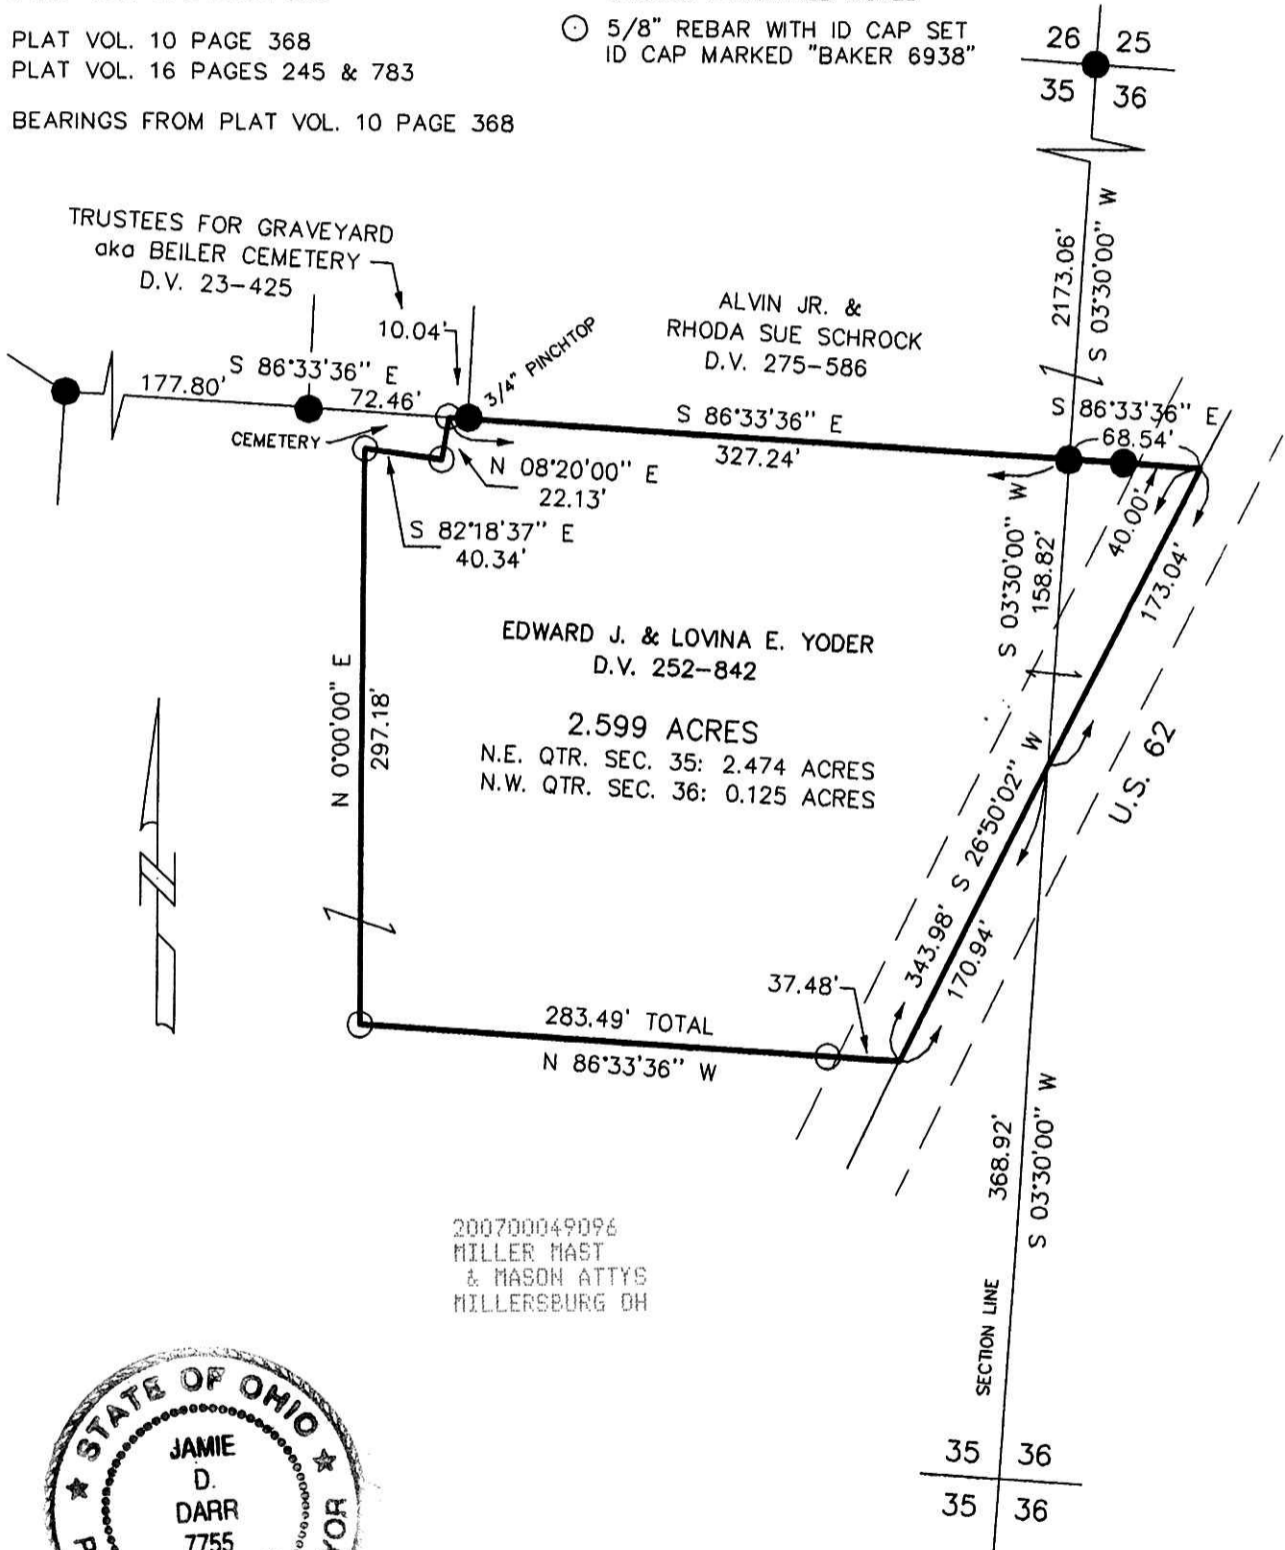 PLAT VOL. 10 PAGE 368
PLAT VOL. 16 PAGES 245 & 783
BEARINGS FROM PLAT VOL. 10 PAGE 368
5/8" REBAR WITH ID CAP SET
ID CAP MARKED "BAKER 6938"
26 25
35 36
TRUSTEES FOR GRAVEYARD
aka BEILER CEMETERY
D.V. 23-425
10.04'
3/4" PINCHTOP
ALVIN JR. &
RHODA SUE SCHROCK
D.V. 275-586
2173.06'
S 03°30'00" W
177.80'
S 86°33'36" E
72.46'
CEMETERY
S 86°33'36" E
327.24'
S 86°33'36" E
68.54'
N 08°20'00" E
22.13'
S 82°18'37" E
40.34'
S 03°30'00" W
158.82'
40.00'
173.04'
EDWARD J. & LOVINA E. YODER
D.V. 252-842
2.599 ACRES
N.E. QTR. SEC. 35: 2.474 ACRES
N.W. QTR. SEC. 36: 0.125 ACRES
N 0°00'00" E
297.18'
U.S. 62
343.98' S 26°50'02" W
170.94'
37.48'
283.49' TOTAL
N 86°33'36" W
368.92'
S 03°30'00" W
200700049096
MILLER MAST
& MASON ATTYS
MILLERSBURG OH
SECTION LINE
35 36
35 36
STATE OF OHIO
JAMIE
D.
DARR
7755